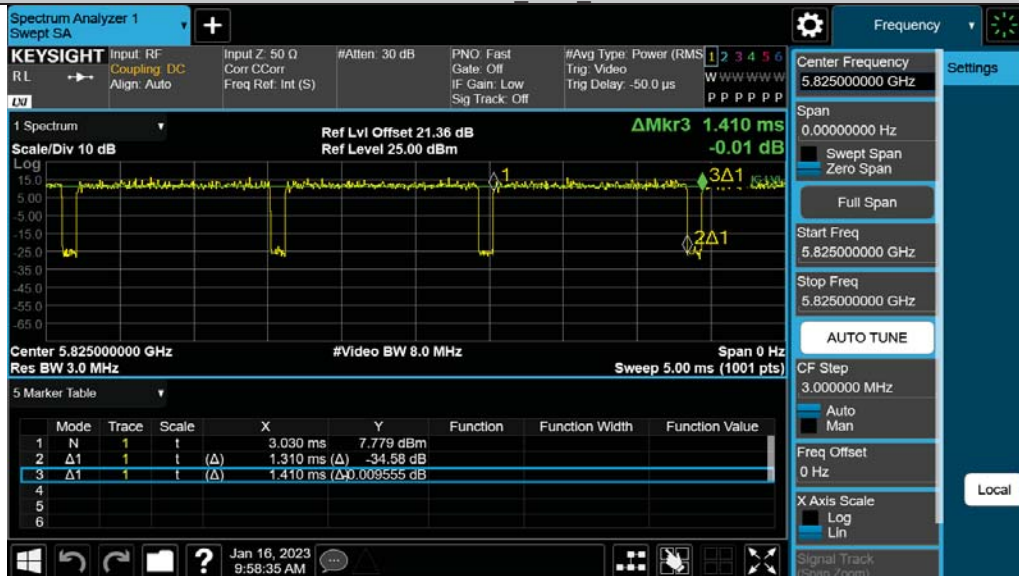 Spectrum Analyzer 1
Swept SA
Frequency
KEYSIGHT
RL
LXI
Input: RF
Coupling: DC
Align: Auto
Input Z: 50 Ω
Corr CCorr
Freq Ref: Int (S)
#Atten: 30 dB
PNO: Fast
Gate: Off
IF Gain: Low
Sig Track: Off
#Avg Type: Power (RMS
Trig: Video
Trig Delay: -50.0 µs
1 2 3 4 5 6
W W W W W W
P P P P P P
1 Spectrum
Scale/Div 10 dB
Ref Lvl Offset 21.36 dB
Ref Level 25.00 dBm
ΔMkr3 1.410 ms
-0.01 dB
Log
15.0
5.00
-5.00
-15.0
-25.0
-35.0
-45.0
-55.0
-65.0
1
3Δ1
2Δ1
Center 5.825000000 GHz
Res BW 3.0 MHz
#Video BW 8.0 MHz
Span 0 Hz
Sweep 5.00 ms (1001 pts)
5 Marker Table
Mode Trace Scale X Y Function Function Width Function Value
1 N 1 t 3.030 ms 7.779 dBm
2 Δ1 1 t (Δ) 1.310 ms (Δ) -34.58 dB
3 Δ1 1 t (Δ) 1.410 ms (Δ)-0.009555 dB
4
5
6
?
Jan 16, 2023
9:58:35 AM
Center Frequency
5.825000000 GHz
Span
0.00000000 Hz
Swept Span
Zero Span
Full Span
Start Freq
5.825000000 GHz
Stop Freq
5.825000000 GHz
AUTO TUNE
CF Step
3.000000 MHz
Auto
Man
Freq Offset
0 Hz
X Axis Scale
Log
Lin
Signal Track
(Span Zoom)
Settings
Local